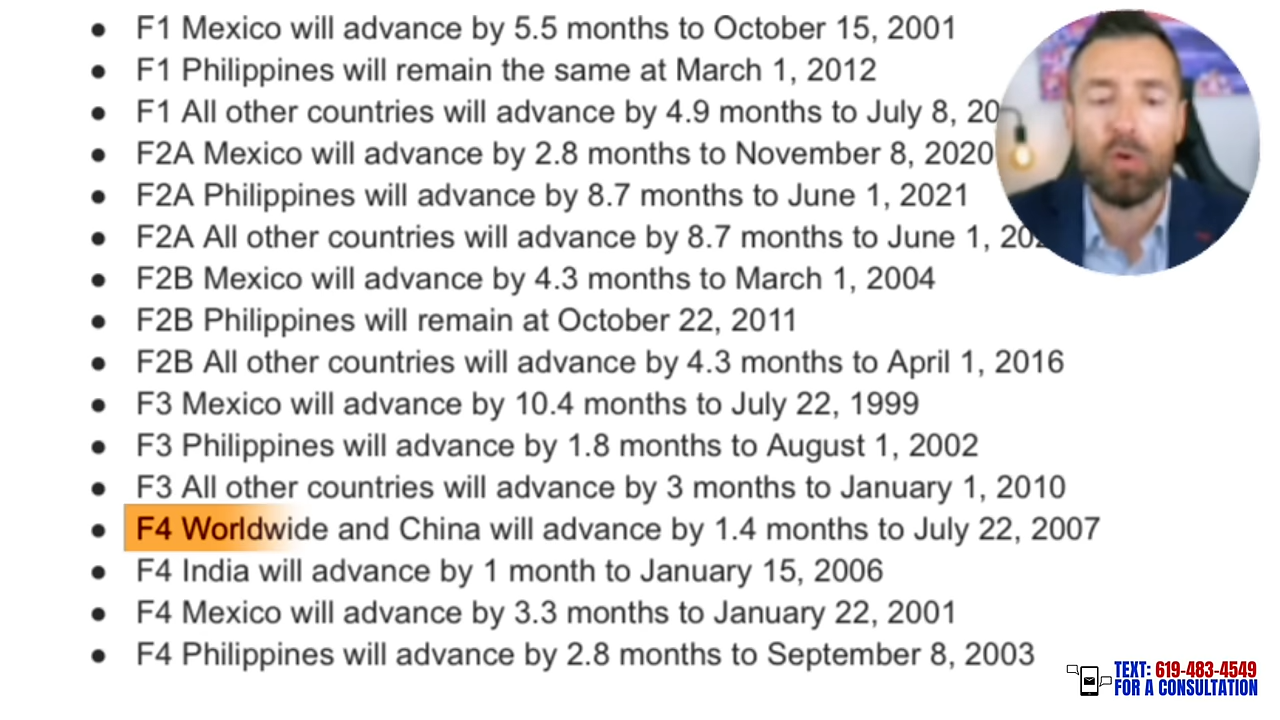 ● F1 Mexico will advance by 5.5 months to October 15, 2001
● F1 Philippines will remain the same at March 1, 2012
● F1 All other countries will advance by 4.9 months to July 8, 20
● F2A Mexico will advance by 2.8 months to November 8, 2020
● F2A Philippines will advance by 8.7 months to June 1, 2021
● F2A All other countries will advance by 8.7 months to June 1,
● F2B Mexico will advance by 4.3 months to March 1, 2004
● F2B Philippines will remain at October 22, 2011
● F2B All other countries will advance by 4.3 months to April 1, 2016
● F3 Mexico will advance by 10.4 months to July 22, 1999
● F3 Philippines will advance by 1.8 months to August 1, 2002
● F3 All other countries will advance by 3 months to January 1, 2010
● F4 Worldwide and China will advance by 1.4 months to July 22, 2007
● F4 India will advance by 1 month to January 15, 2006
● F4 Mexico will advance by 3.3 months to January 22, 2001
● F4 Philippines will advance by 2.8 months to September 8, 2003
TEXT: 619-483-4549
FOR A CONSULTATION